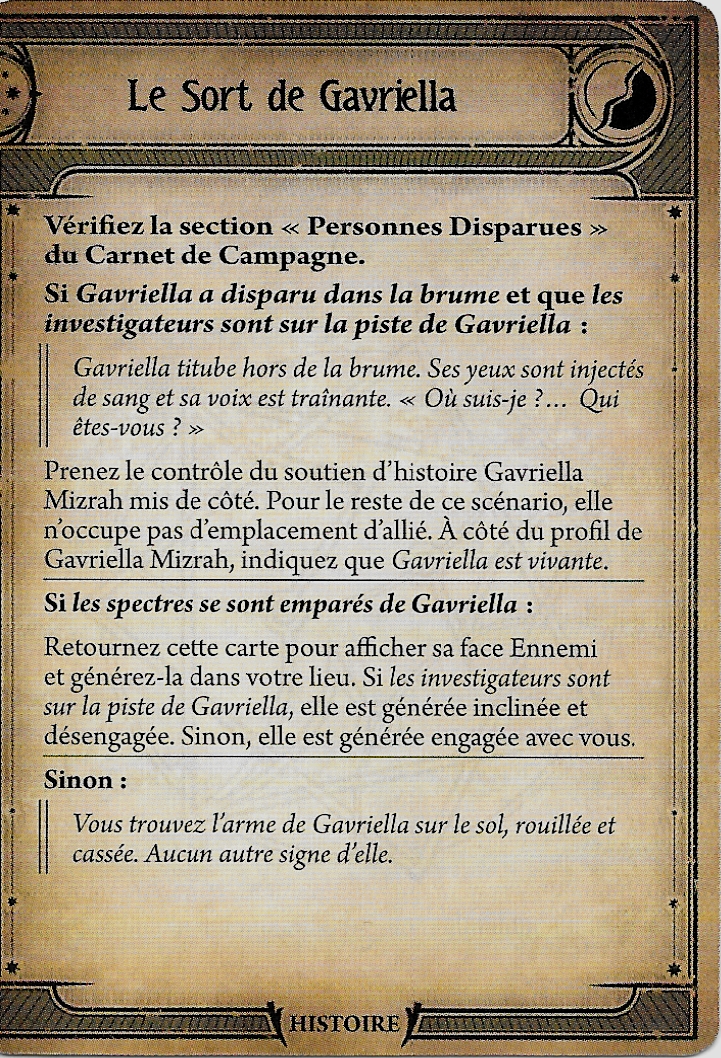 Le Sort de Gavriella
Vérifiez la section « Personnes Disparues »
du Carnet de Campagne.
Si Gavriella a disparu dans la brume et que les
investigateurs sont sur la piste de Gavriella :
Gavriella titube hors de la brume. Ses yeux sont injectés
de sang et sa voix est traînante. « Où suis-je ?… Qui
êtes-vous ? »
Prenez le contrôle du soutien d’histoire Gavriella
Mizrah mis de côté. Pour le reste de ce scénario, elle
n’occupe pas d’emplacement d’allié. À côté du profil de
Gavriella Mizrah, indiquez que Gavriella est vivante.
Si les spectres se sont emparés de Gavriella :
Retournez cette carte pour afficher sa face Ennemi
et générez-la dans votre lieu. Si les investigateurs sont
sur la piste de Gavriella, elle est générée inclinée et
désengagée. Sinon, elle est générée engagée avec vous.
Sinon :
Vous trouvez l’arme de Gavriella sur le sol, rouillée et
cassée. Aucun autre signe d’elle.
HISTOIRE